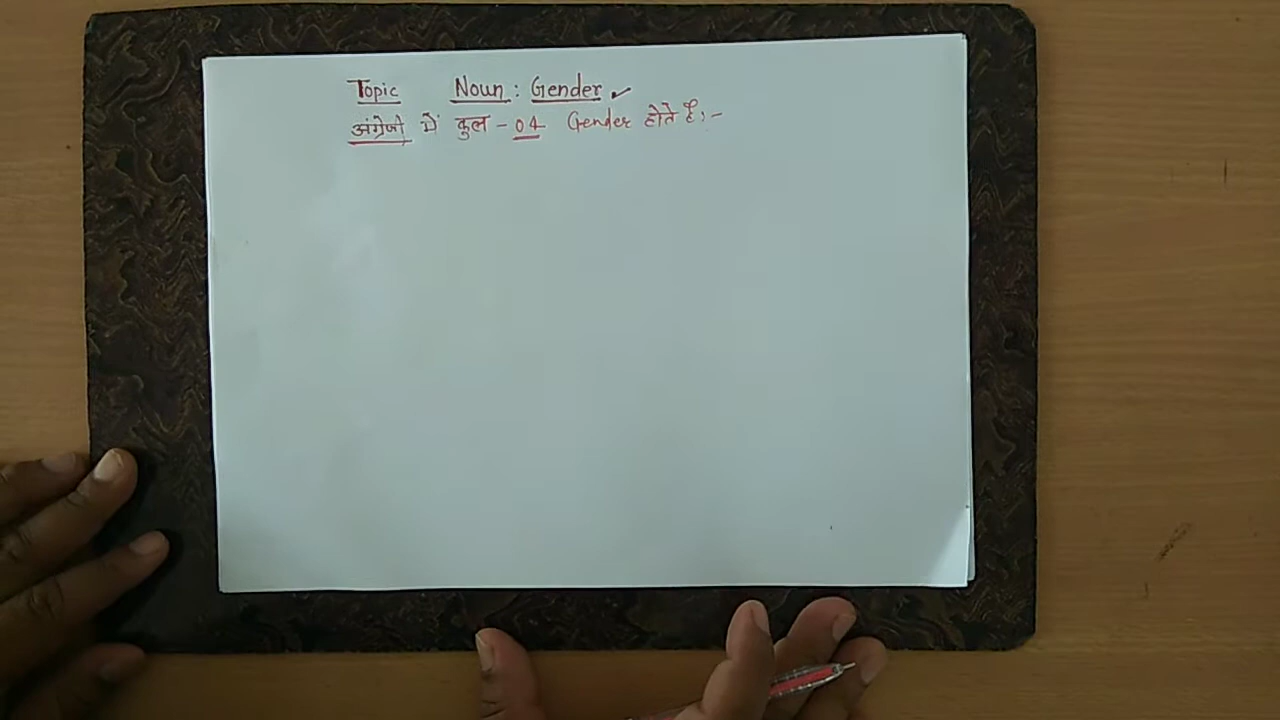 Topic Noun : Gender ✓
अंग्रेजी में कुल - 04 Gender होते हैं:-